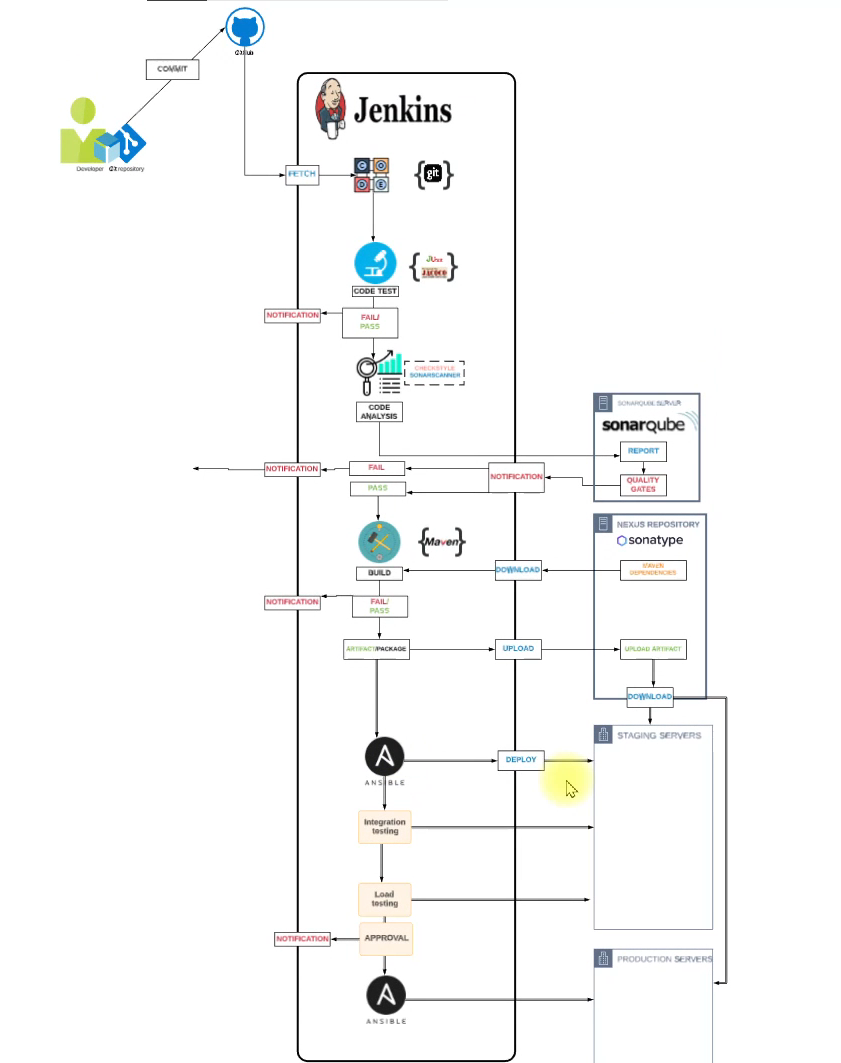 GitHub
COMMIT
Jenkins
Developer
Git repository
FETCH
C O
D E
{git}
JUnit
JACOCO
CODE TEST
NOTIFICATION
FAIL/
PASS
CHECKSTYLE
SONARSCANNER
CODE
ANALYSIS
SONARQUBE SERVER
sonarqube
REPORT
NOTIFICATION
FAIL
NOTIFICATION
QUALITY
GATES
PASS
NEXUS REPOSITORY
sonatype
{Maven}
BUILD
DOWNLOAD
MAVEN
DEPENDENCIES
NOTIFICATION
FAIL/
PASS
ARTIFACT/PACKAGE
UPLOAD
UPLOAD ARTIFACT
DOWNLOAD
STAGING SERVERS
ANSIBLE
DEPLOY
Integration
testing
Load
testing
NOTIFICATION
APPROVAL
PRODUCTION SERVERS
ANSIBLE